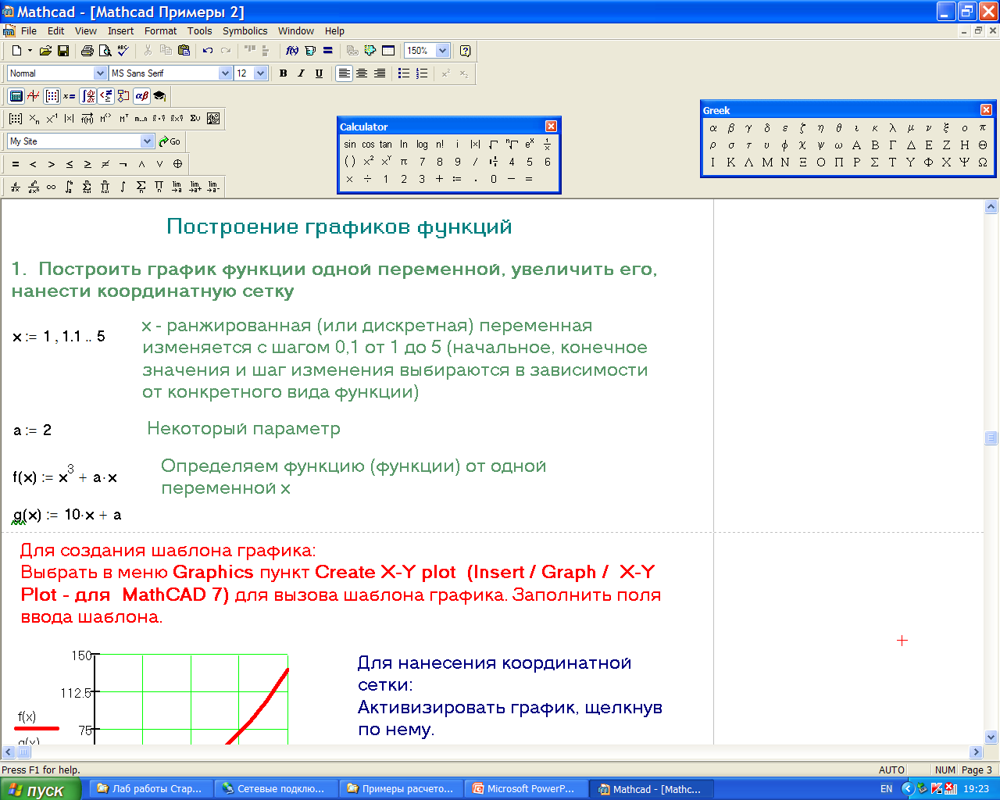 Mathcad - [Mathcad Примеры 2]
File Edit View Insert Format Tools Symbolics Window Help
150%
Normal MS Sans Serif 12 B I U
My Site Go
Calculator
sin cos tan ln log n! i |x| √ ⁿ√ eˣ 1/x
( ) x² xʸ π 7 8 9 / 4 5 6
× ÷ 1 2 3 + := . 0 − =
Greek
α β γ δ ε ζ η θ ι κ λ μ ν ξ ο π
ρ σ τ υ ϕ χ ψ ω Α Β Γ Δ Ε Ζ Η Θ
Ι Κ Λ Μ Ν Ξ Ο Π Ρ Σ Τ Υ Φ Χ Ψ Ω
= < > ≤ ≥ ≠ ¬ ∧ ∨ ⊕
Построение графиков функций
1. Построить график функции одной переменной, увеличить его,
нанести координатную сетку
x := 1 , 1.1 .. 5
x - ранжированная (или дискретная) переменная
изменяется с шагом 0,1 от 1 до 5 (начальное, конечное
значения и шаг изменения выбираются в зависимости
от конкретного вида функции)
a := 2
Некоторый параметр
f(x) := x³ + a·x
Определяем функцию (функции) от одной
переменной x
g(x) := 10·x + a
Для создания шаблона графика:
Выбрать в меню Graphics пункт Create X-Y plot (Insert / Graph / X-Y
Plot - для MathCAD 7) для вызова шаблона графика. Заполнить поля
ввода шаблона.
150
112.5
75
f(x)
g(x)
Для нанесения координатной
сетки:
Активизировать график, щелкнув
по нему.
Press F1 for help. AUTO NUM Page 3
пуск Лаб работы Стар... Сетевые подклю... Примеры расчето... Microsoft PowerP... Mathcad - [Mathc... EN 19:23